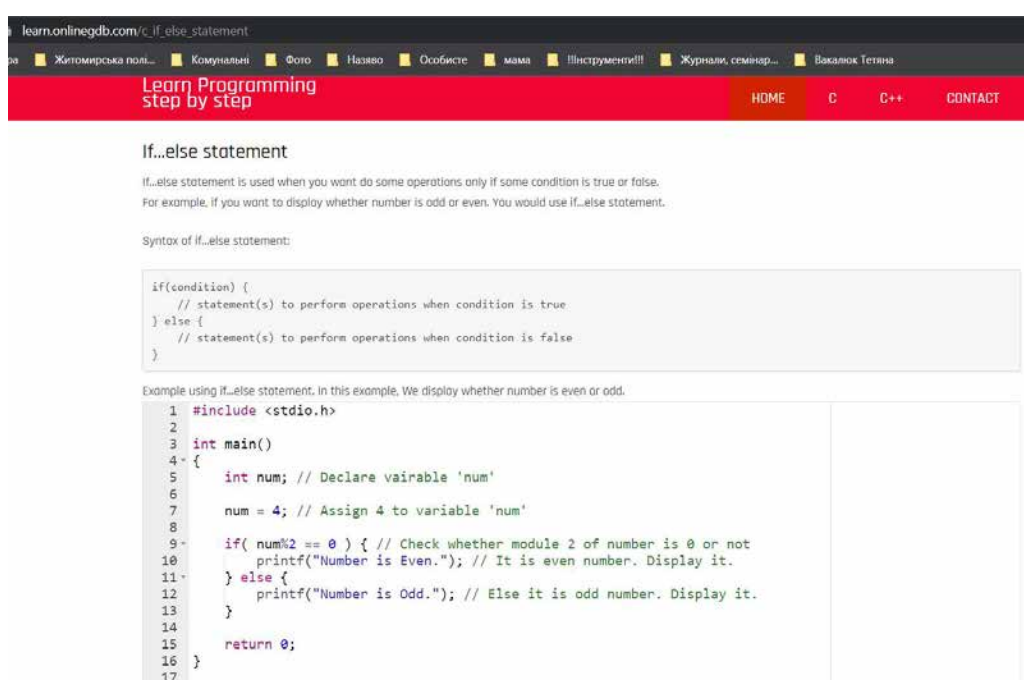 learn.onlinegdb.com/c_if_else_statement
ра Житомирська полі... Комунальні Фото Назяво Особисте мама !!!Інструменти!!! Журнали, семінар... Вакалюк Тетяна
Learn Programming
step by step
HOME C C++ CONTACT
If...else statement
If...else statement is used when you want do some operations only if some condition is true or false.
For example, if you want to display whether number is odd or even. You would use if...else statement.
Syntax of if...else statement:
if(condition) {
// statement(s) to perform operations when condition is true
} else {
// statement(s) to perform operations when condition is false
}
Example using if...else statement. In this example, We display whether number is even or odd.
1 #include <stdio.h>
2
3 int main()
4 {
5 int num; // Declare vairable 'num'
6
7 num = 4; // Assign 4 to variable 'num'
8
9 if( num%2 == 0 ) { // Check whether module 2 of number is 0 or not
10 printf("Number is Even."); // It is even number. Display it.
11 } else {
12 printf("Number is Odd."); // Else it is odd number. Display it.
13 }
14
15 return 0;
16 }
17